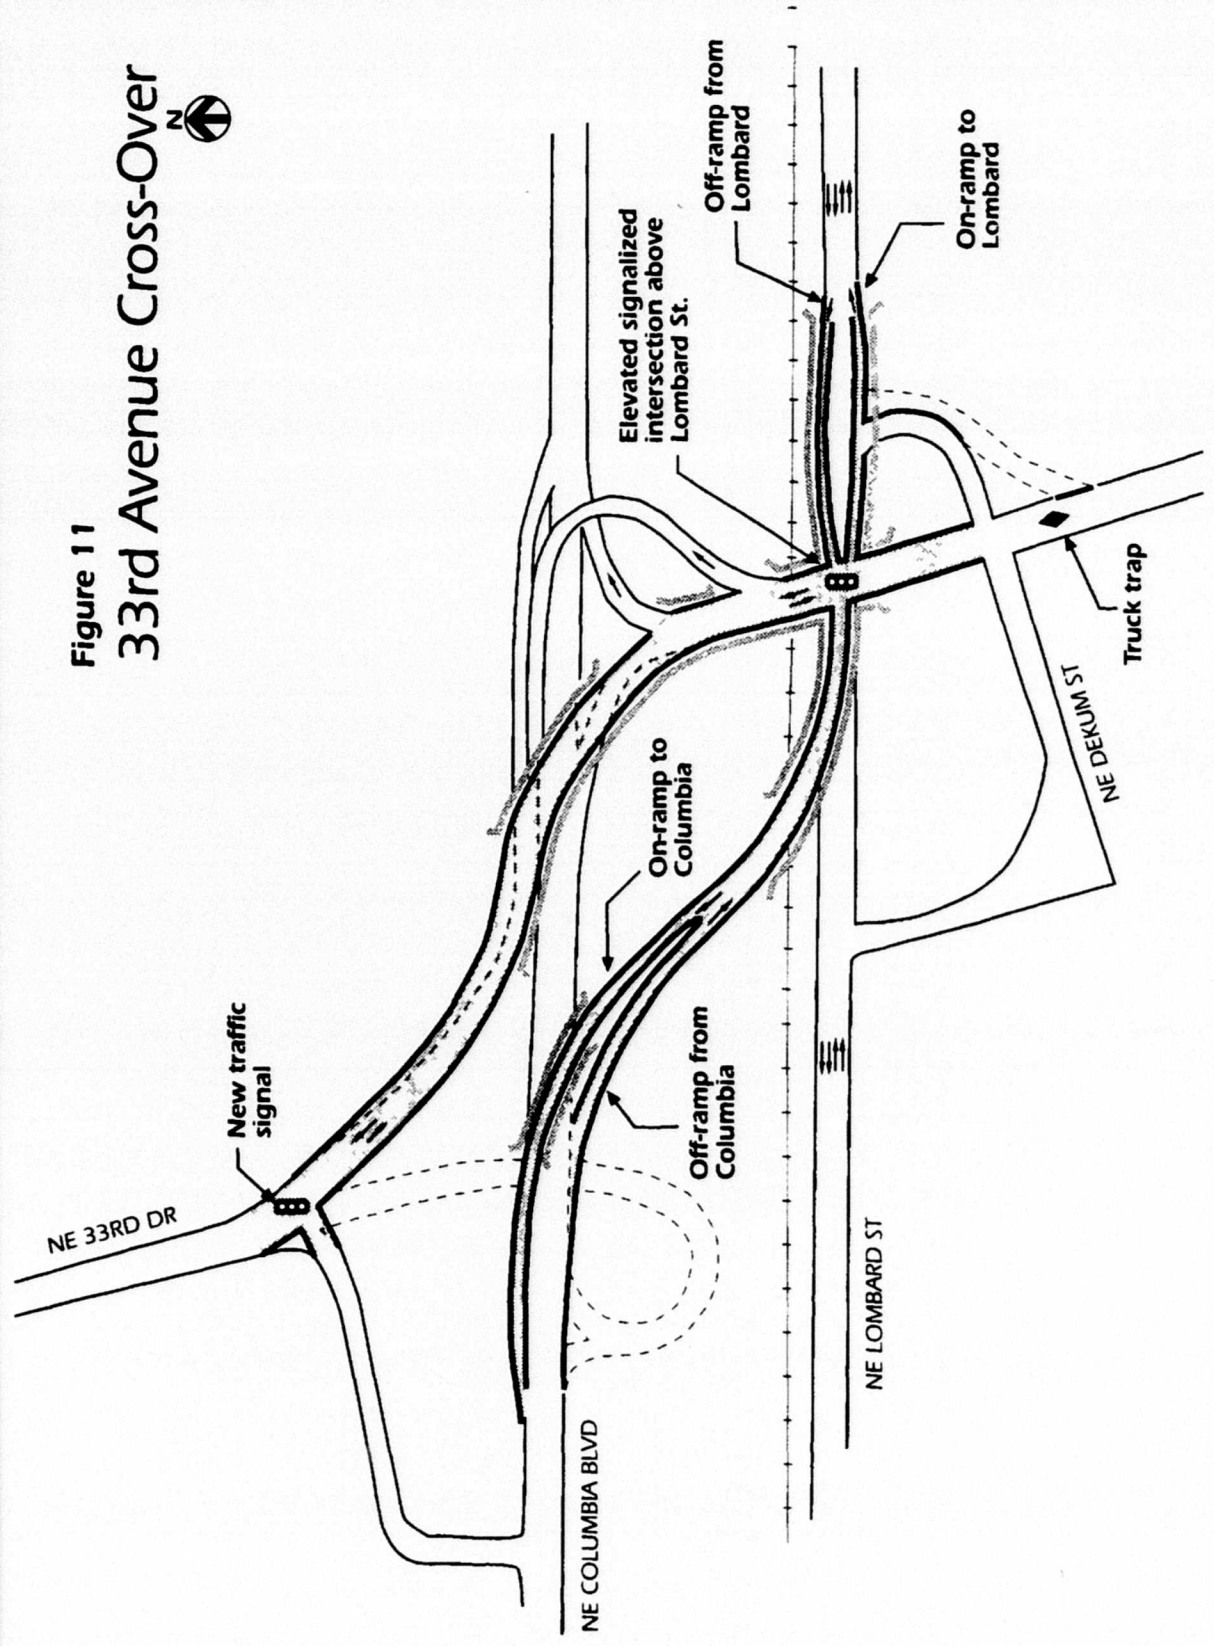 Figure 11
33rd Avenue Cross-Over
N
NE 33RD DR
New traffic
signal
Elevated signalized
intersection above
Lombard St.
Off-ramp from
Lombard
On-ramp to
Lombard
On-ramp to
Columbia
Off-ramp from
Columbia
Truck trap
NE DEKUM ST
NE COLUMBIA BLVD
NE LOMBARD ST